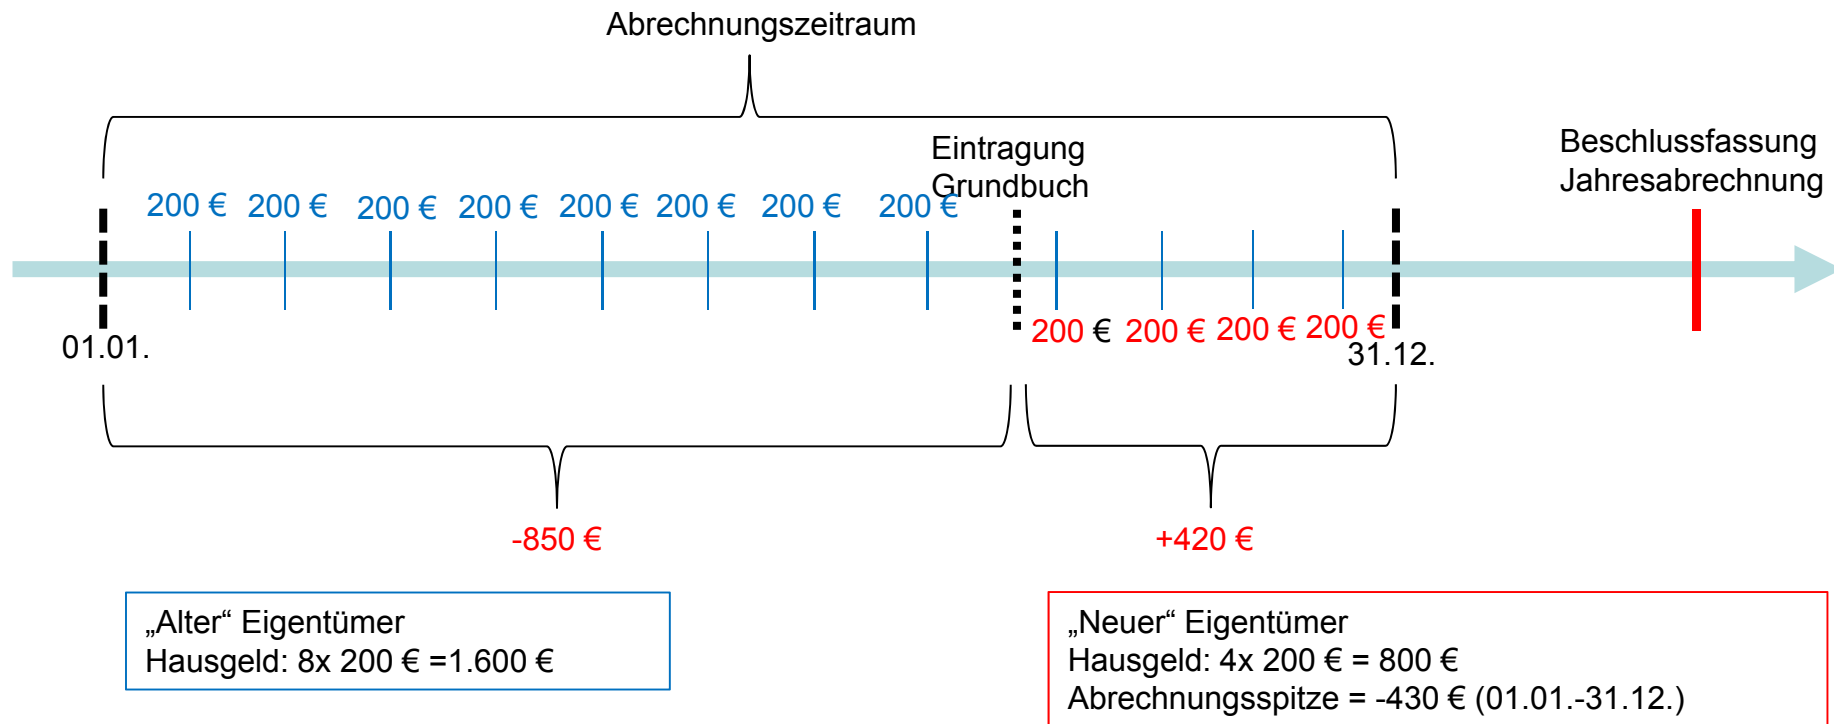 Abrechnungszeitraum
Eintragung
Grundbuch
Beschlussfassung
Jahresabrechnung
200 € 200 € 200 € 200 € 200 € 200 € 200 € 200 €
200 € 200 € 200 € 200 €
01.01.
31.12.
-850 €
+420 €
„Alter“ Eigentümer
Hausgeld: 8x 200 € =1.600 €
„Neuer“ Eigentümer
Hausgeld: 4x 200 € = 800 €
Abrechnungsspitze = -430 € (01.01.-31.12.)